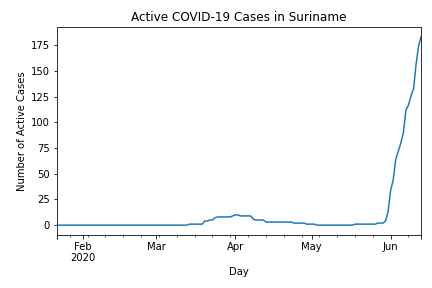 Active COVID-19 Cases in Suriname
Number of Active Cases
175
150
125
100
75
50
25
0
Feb Mar Apr May Jun
2020
Day